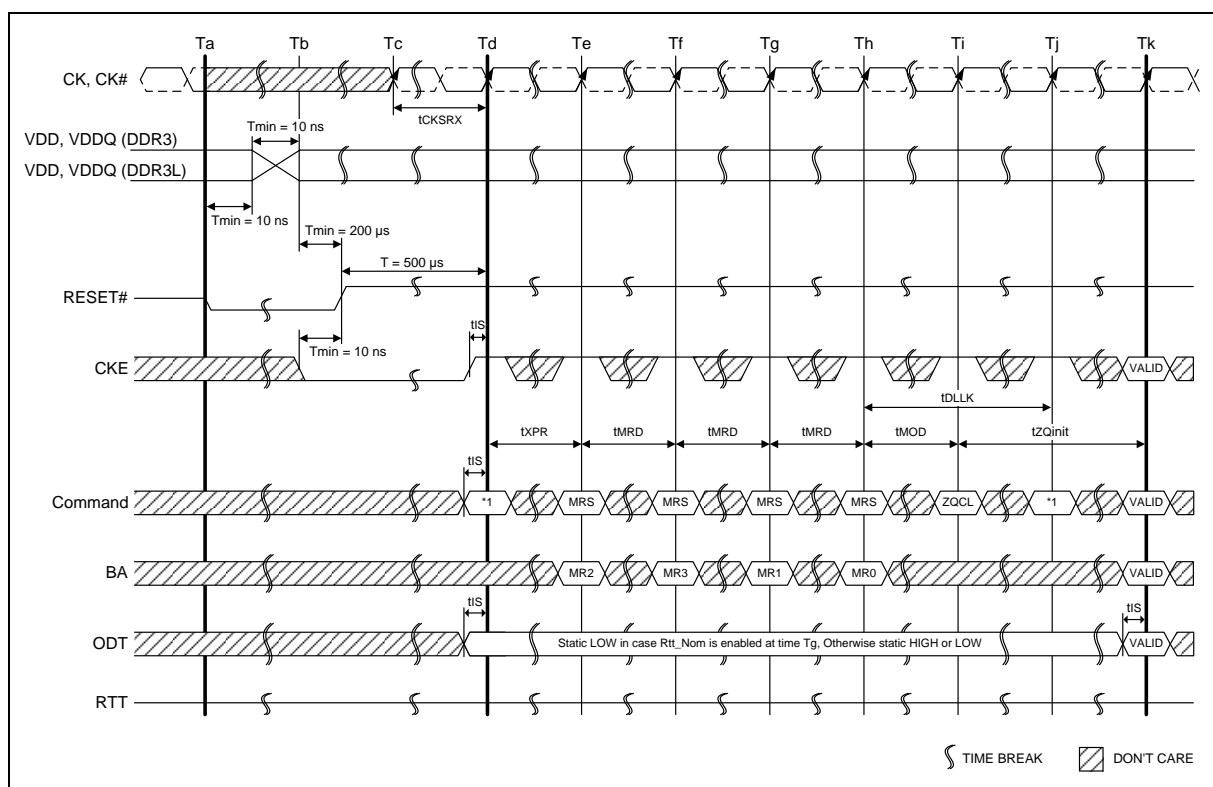 Ta Tb Tc Td Te Tf Tg Th Ti Tj Tk
CK, CK#
tCKSRX
Tmin = 10 ns
VDD, VDDQ (DDR3)
VDD, VDDQ (DDR3L)
Tmin = 10 ns
Tmin = 200 µs
T = 500 µs
RESET#
tIS
Tmin = 10 ns
CKE VALID
tDLLK
tXPR tMRD tMRD tMRD tMOD tZQinit
tIS
Command *1 MRS MRS MRS MRS ZQCL *1 VALID
BA MR2 MR3 MR1 MR0 VALID
tIS tIS
ODT Static LOW in case Rtt_Nom is enabled at time Tg, Otherwise static HIGH or LOW VALID
RTT
TIME BREAK DON'T CARE